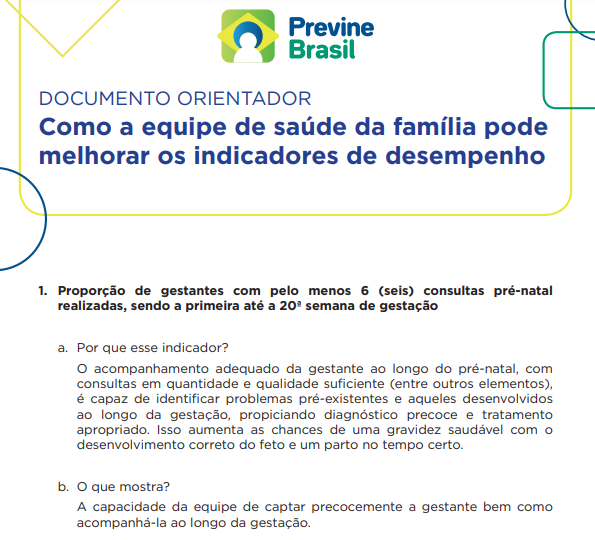 Previne
Brasil
DOCUMENTO ORIENTADOR
Como a equipe de saúde da família pode
melhorar os indicadores de desempenho
1. Proporção de gestantes com pelo menos 6 (seis) consultas pré-natal
realizadas, sendo a primeira até a 20ª semana de gestação
a. Por que esse indicador?
O acompanhamento adequado da gestante ao longo do pré-natal, com
consultas em quantidade e qualidade suficiente (entre outros elementos),
é capaz de identificar problemas pré-existentes e aqueles desenvolvidos
ao longo da gestação, propiciando diagnóstico precoce e tratamento
apropriado. Isso aumenta as chances de uma gravidez saudável com o
desenvolvimento correto do feto e um parto no tempo certo.
b. O que mostra?
A capacidade da equipe de captar precocemente a gestante bem como
acompanhá-la ao longo da gestação.